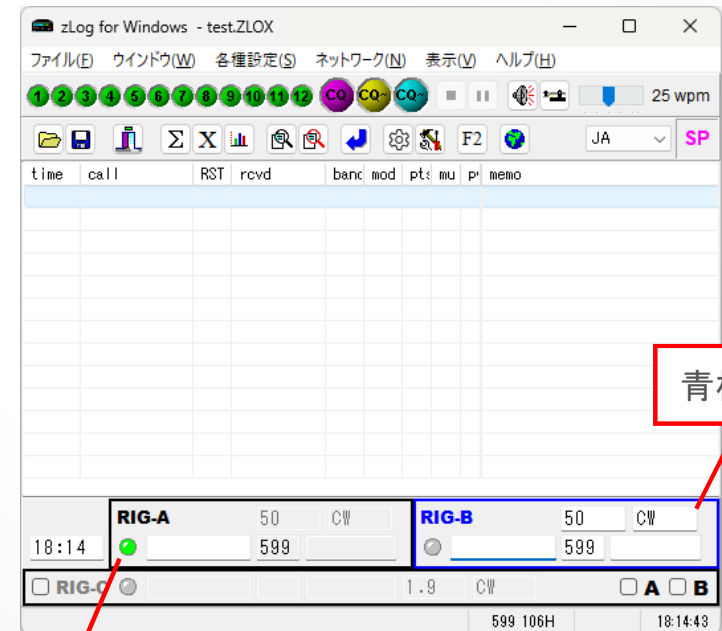 zLog for Windows - test.ZLOX
ファイル(F) ウインドウ(W) 各種設定(S) ネットワーク(N) 表示(V) ヘルプ(H)
1 2 3 4 5 6 7 8 9 10 11 12 CQ CQ~ CQ~ 25 wpm
Σ X F2 JA SP
time call RST rcvd banc mod pts mu memo
青
RIG-A 50 CW RIG-B 50 CW
18:14 599 599
RIG-C 1.9 CW A B
599 106H 18:14:43